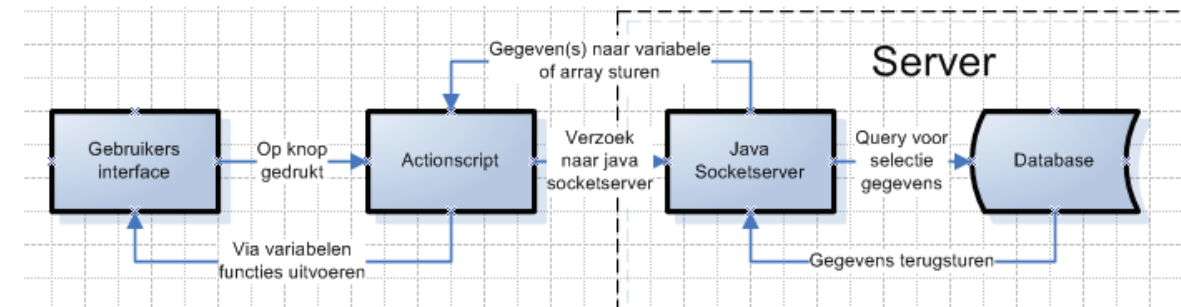 Server
Gegeven(s) naar variabele
of array sturen
Gebruikers
interface
Op knop
gedrukt
Actionscript
Verzoek
naar java
socketserver
Java
Socketserver
Query voor
selectie
gegevens
Database
Via variabelen
functies uitvoeren
Gegevens terugsturen